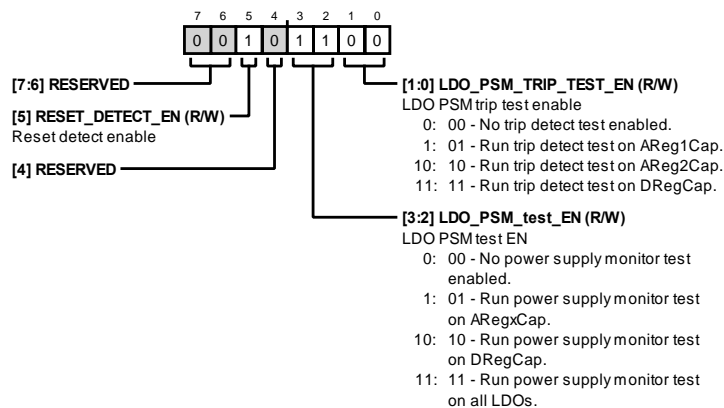 7 6 5 4 3 2 1 0
0 0 1 0 1 1 0 0
[7:6] RESERVED
[5] RESET_DETECT_EN (R/W)
Reset detect enable
[4] RESERVED
[1:0] LDO_PSM_TRIP_TEST_EN (R/W)
LDO PSM trip test enable
0: 00 - No trip detect test enabled.
1: 01 - Run trip detect test on AReg1Cap.
10: 10 - Run trip detect test on AReg2Cap.
11: 11 - Run trip detect test on DRegCap.
[3:2] LDO_PSM_test_EN (R/W)
LDO PSM test EN
0: 00 - No power supply monitor test
enabled.
1: 01 - Run power supply monitor test
on ARegxCap.
10: 10 - Run power supply monitor test
on DRegCap.
11: 11 - Run power supply monitor test
on all LDOs.